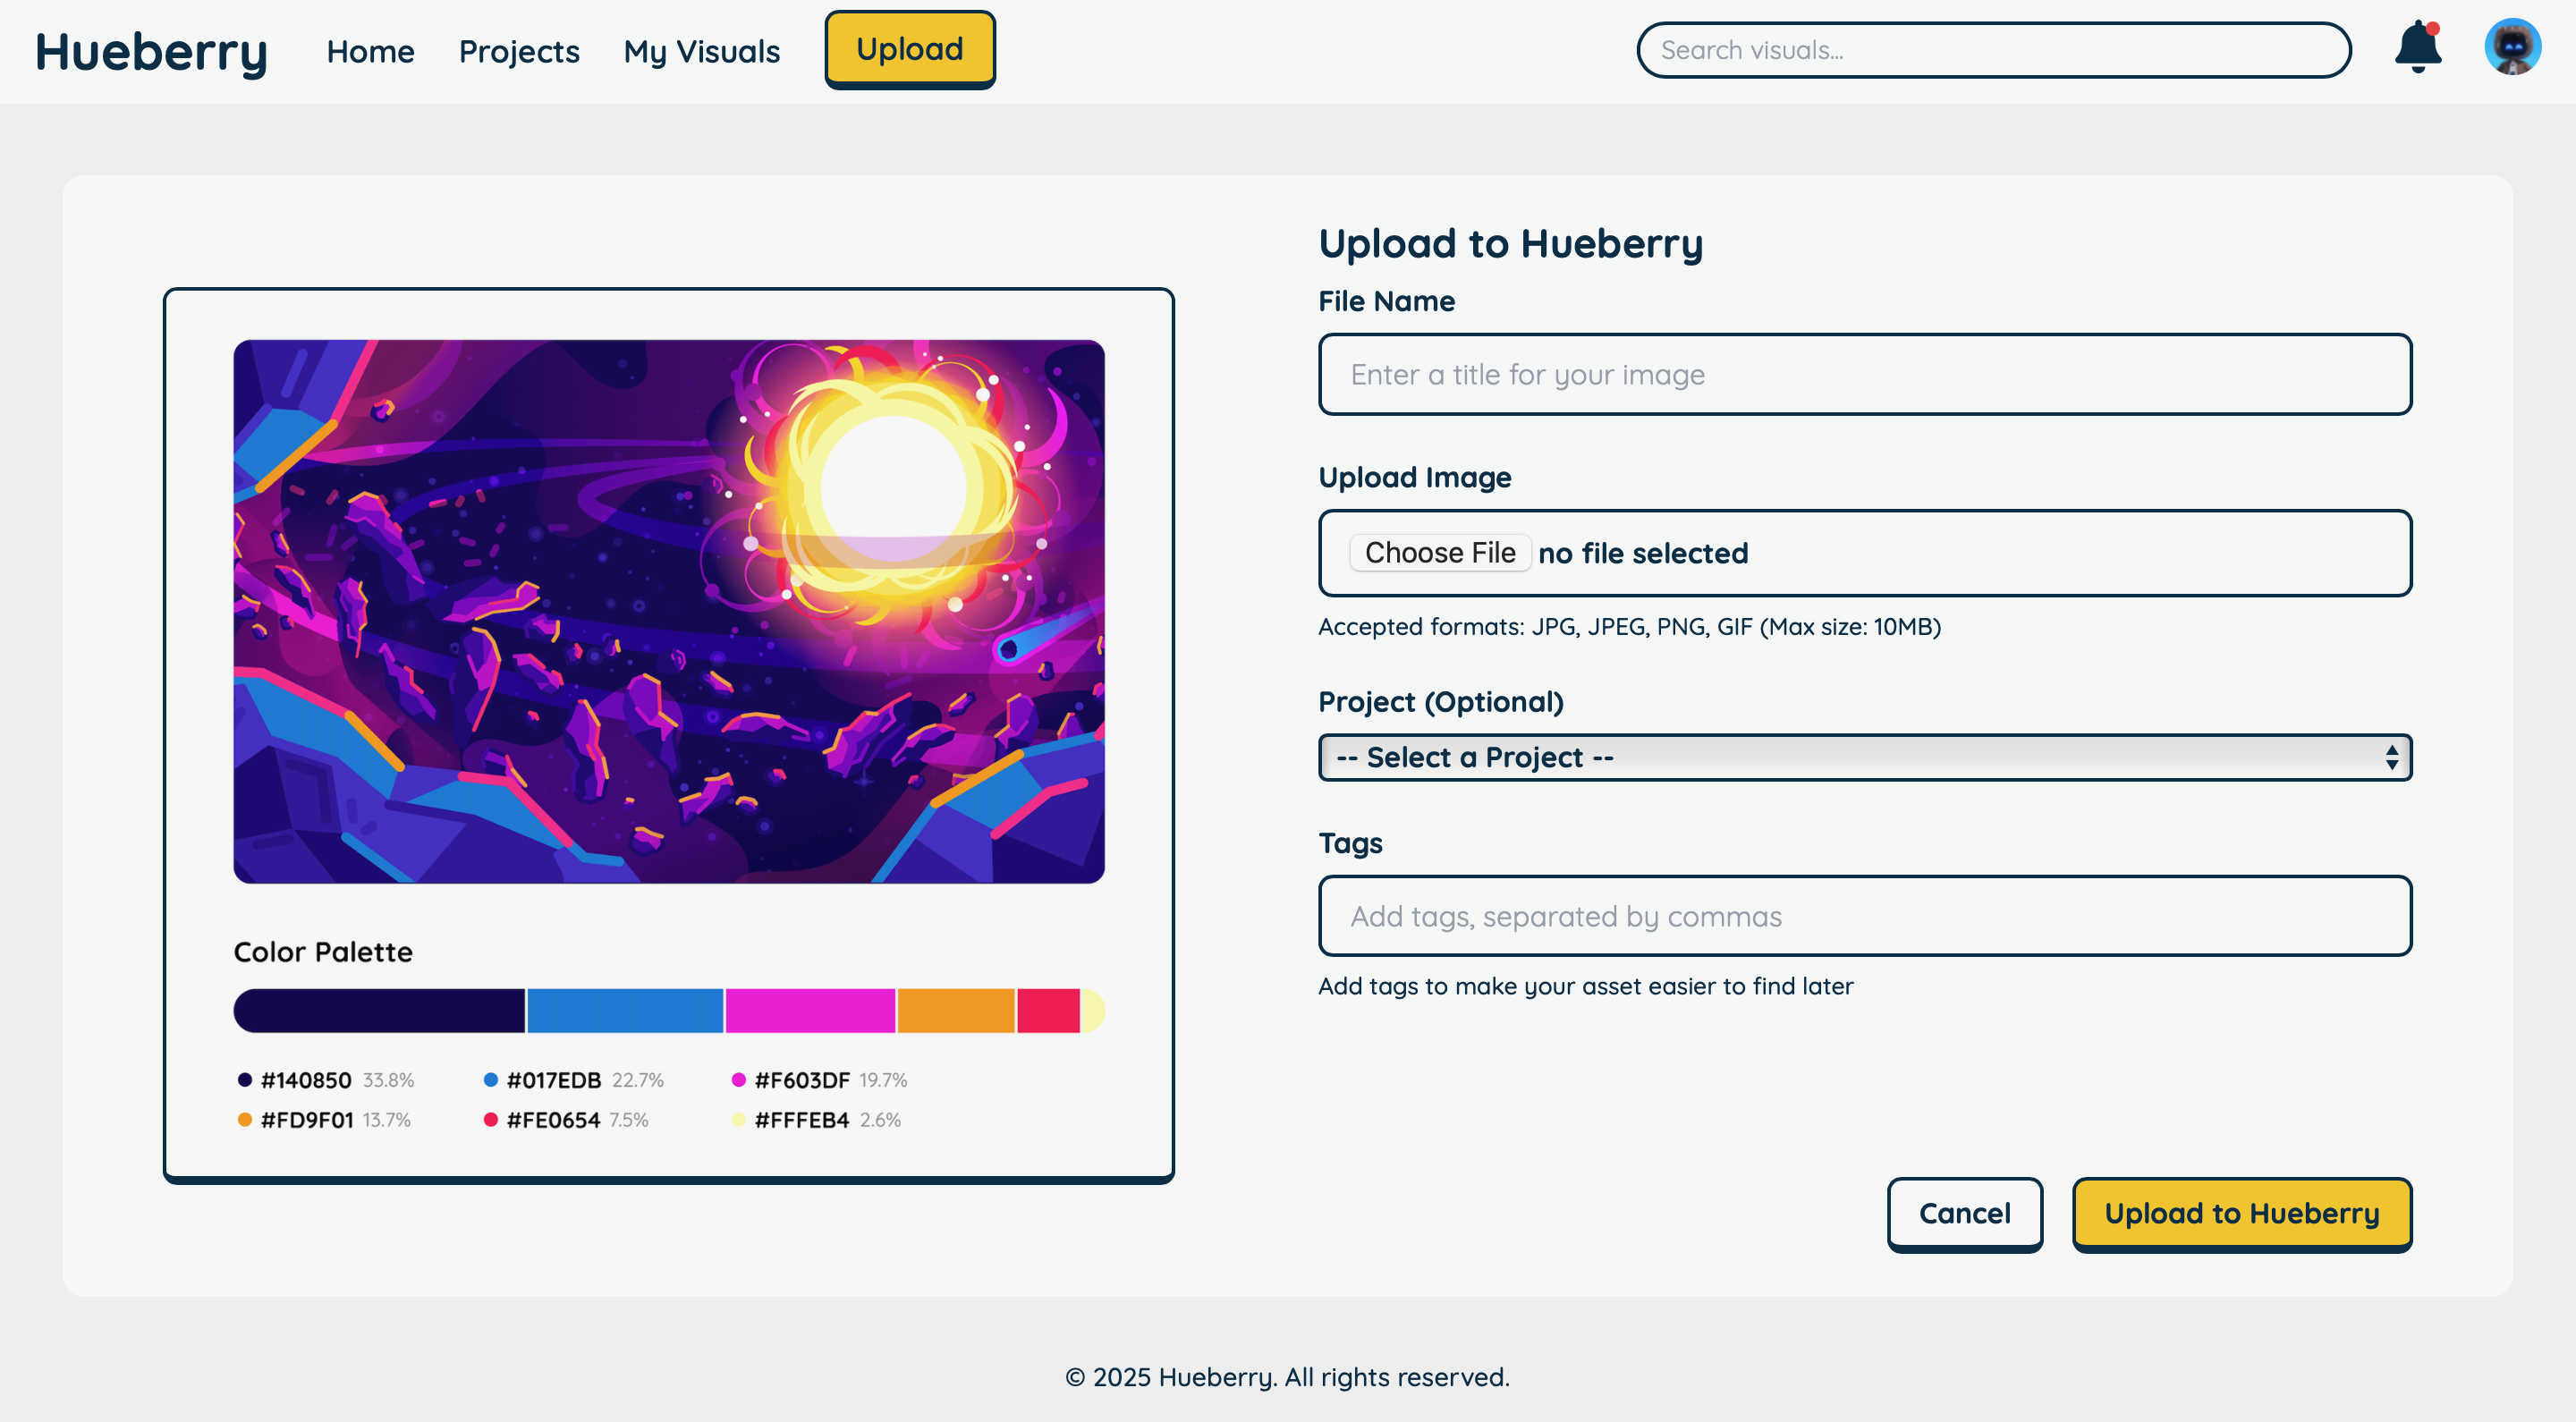 Hueberry
Home
Projects
My Visuals
Upload
Search visuals...
Upload to Hueberry
File Name
Enter a title for your image
Upload Image
Choose File no file selected
Accepted formats: JPG, JPEG, PNG, GIF (Max size: 10MB)
Project (Optional)
-- Select a Project --
Tags
Add tags, separated by commas
Add tags to make your asset easier to find later
Color Palette
#140850 33.8%
#017EDB 22.7%
#F603DF 19.7%
#FD9F01 13.7%
#FE0654 7.5%
#FFFEB4 2.6%
Cancel
Upload to Hueberry
© 2025 Hueberry. All rights reserved.